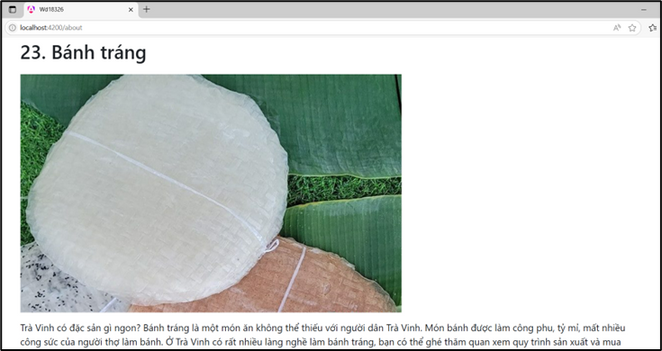 Wd18326
localhost:4200/about
23. Bánh tráng
Trà Vinh có đặc sản gì ngon? Bánh tráng là một món ăn không thể thiếu với người dân Trà Vinh. Món bánh được làm công phu, tỷ mỉ, mất nhiều
công sức của người thợ làm bánh. Ở Trà Vinh có rất nhiều làng nghề làm bánh tráng, bạn có thể ghé thăm quan xem quy trình sản xuất và mua